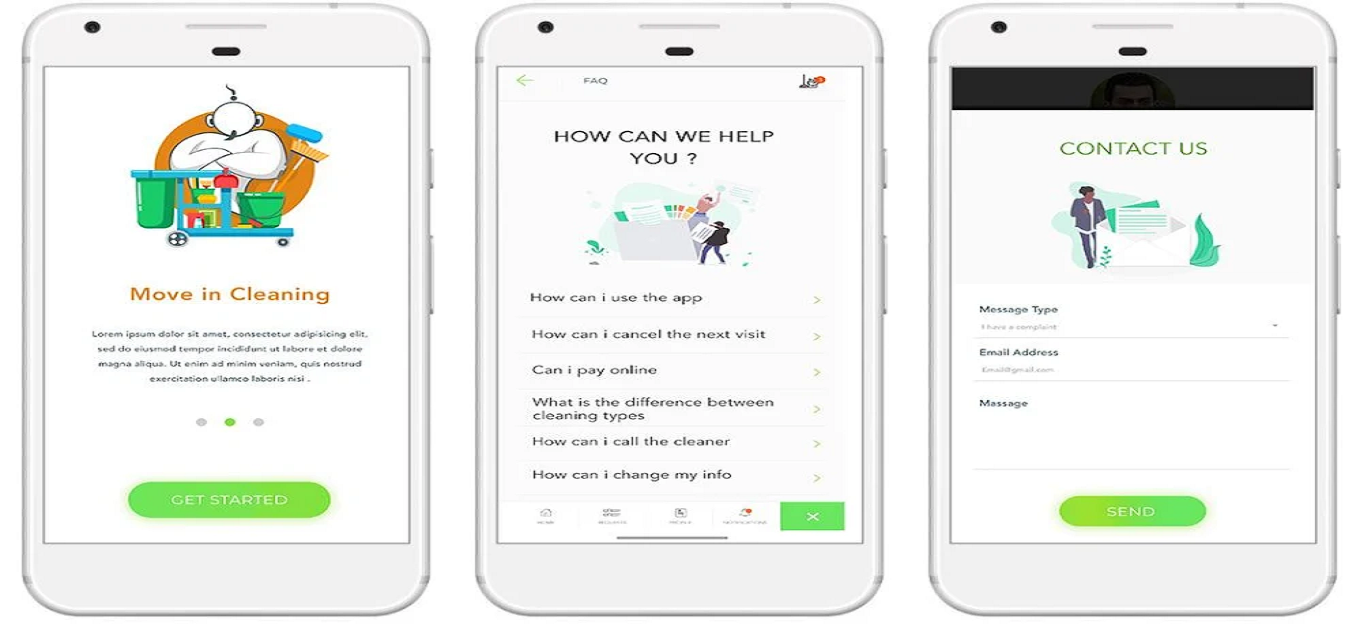 Move in Cleaning
Lorem ipsum dolor sit amet, consectetur adipisicing elit,
sed do eiusmod tempor incididunt ut labore et dolore
magna aliqua. Ut enim ad minim veniam, quis nostrud
exercitation ullamco laboris nisi .
GET STARTED
FAQ
HOW CAN WE HELP
YOU ?
How can i use the app
How can i cancel the next visit
Can i pay online
What is the difference between
cleaning types
How can i call the cleaner
How can i change my info
HOME
REQUESTS
PROFILE
NOTIFICATIONS
CONTACT US
Message Type
I have a complaint
Email Address
Email@gmail.com
Massage
SEND